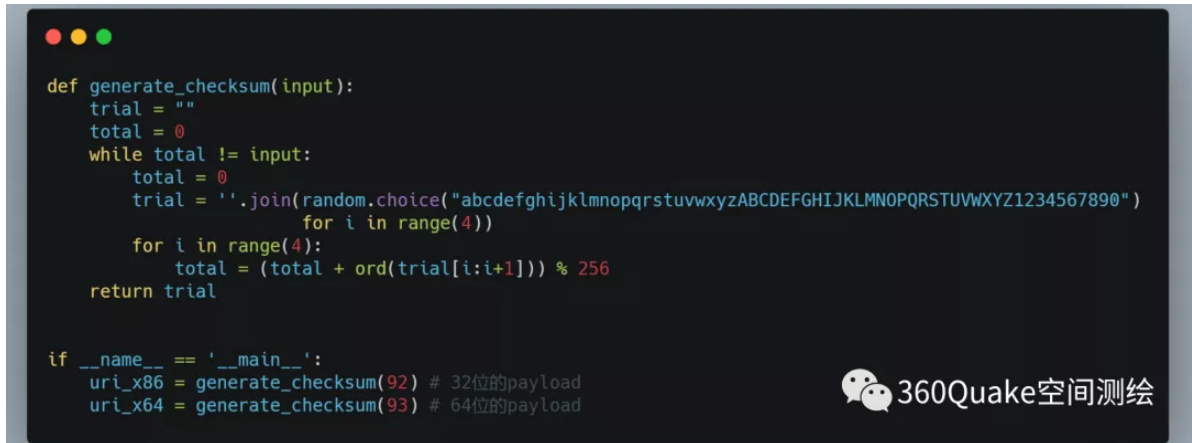 def generate_checksum(input):
    trial = ""
    total = 0
    while total != input:
        total = 0
        trial = ''.join(random.choice("abcdefghijklmnopqrstuvwxyzABCDEFGHIJKLMNOPQRSTUVWXYZ1234567890")
                        for i in range(4))
        for i in range(4):
            total = (total + ord(trial[i:i+1])) % 256
    return trial
if __name__ == '__main__':
    uri_x86 = generate_checksum(92) # 32位的payload
    uri_x64 = generate_checksum(93) # 64位的payload
360Quake空间测绘